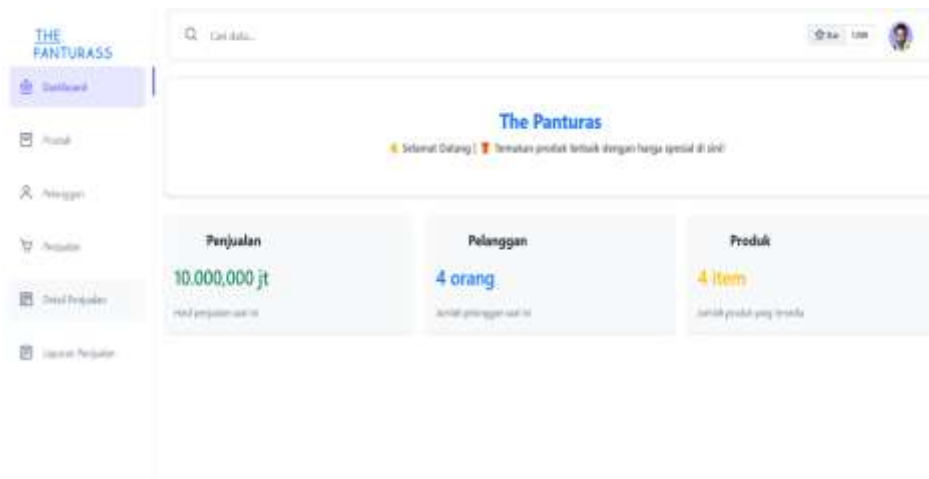 THE
PANTURASS
Dashboard
Produk
Pelanggan
Penjualan
Detail Penjualan
Laporan Penjualan
Cari data...
Star
The Panturas
Selamat Datang | Temukan produk terbaik dengan harga spesial di sini!
Penjualan
10.000,000 jt
Hasil penjualan saat ini
Pelanggan
4 orang
Jumlah pelanggan saat ini
Produk
4 item
Jumlah produk yang tersedia